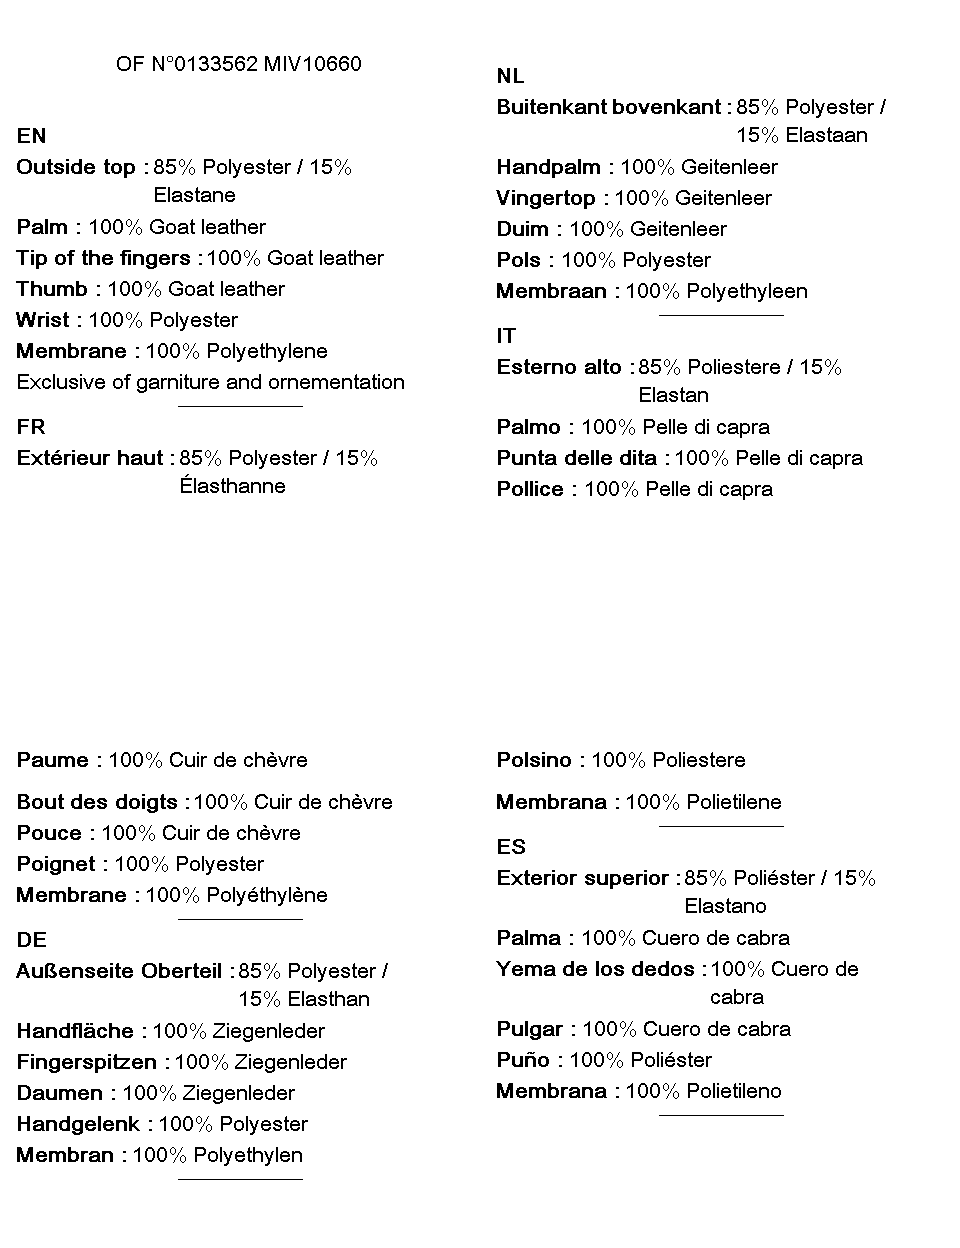 OF N°0133562 MIV10660
EN
Outside top : 85% Polyester / 15%
Elastane
Palm : 100% Goat leather
Tip of the fingers : 100% Goat leather
Thumb : 100% Goat leather
Wrist : 100% Polyester
Membrane : 100% Polyethylene
Exclusive of garniture and ornementation
FR
Extérieur haut : 85% Polyester / 15%
Élasthanne
Paume : 100% Cuir de chèvre
Bout des doigts : 100% Cuir de chèvre
Pouce : 100% Cuir de chèvre
Poignet : 100% Polyester
Membrane : 100% Polyéthylène
DE
Außenseite Oberteil : 85% Polyester /
15% Elasthan
Handfläche : 100% Ziegenleder
Fingerspitzen : 100% Ziegenleder
Daumen : 100% Ziegenleder
Handgelenk : 100% Polyester
Membran : 100% Polyethylen
NL
Buitenkant bovenkant : 85% Polyester /
15% Elastaan
Handpalm : 100% Geitenleer
Vingertop : 100% Geitenleer
Duim : 100% Geitenleer
Pols : 100% Polyester
Membraan : 100% Polyethyleen
IT
Esterno alto : 85% Poliestere / 15%
Elastan
Palmo : 100% Pelle di capra
Punta delle dita : 100% Pelle di capra
Pollice : 100% Pelle di capra
Polsino : 100% Poliestere
Membrana : 100% Polietilene
ES
Exterior superior : 85% Poliéster / 15%
Elastano
Palma : 100% Cuero de cabra
Yema de los dedos : 100% Cuero de
cabra
Pulgar : 100% Cuero de cabra
Puño : 100% Poliéster
Membrana : 100% Polietileno